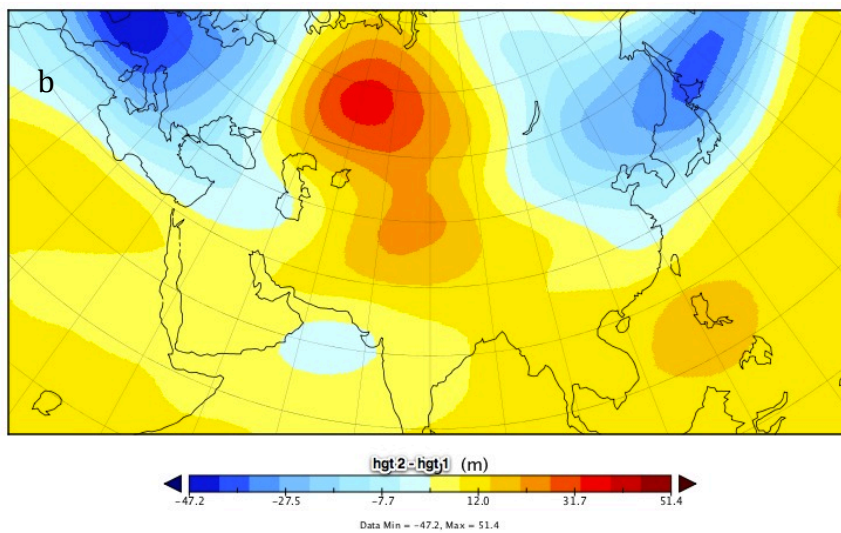 b
hgt 2 - hgt 1 (m)
−47.2 −27.5 −7.7 12.0 31.7 51.4
Data Min = −47.2, Max = 51.4